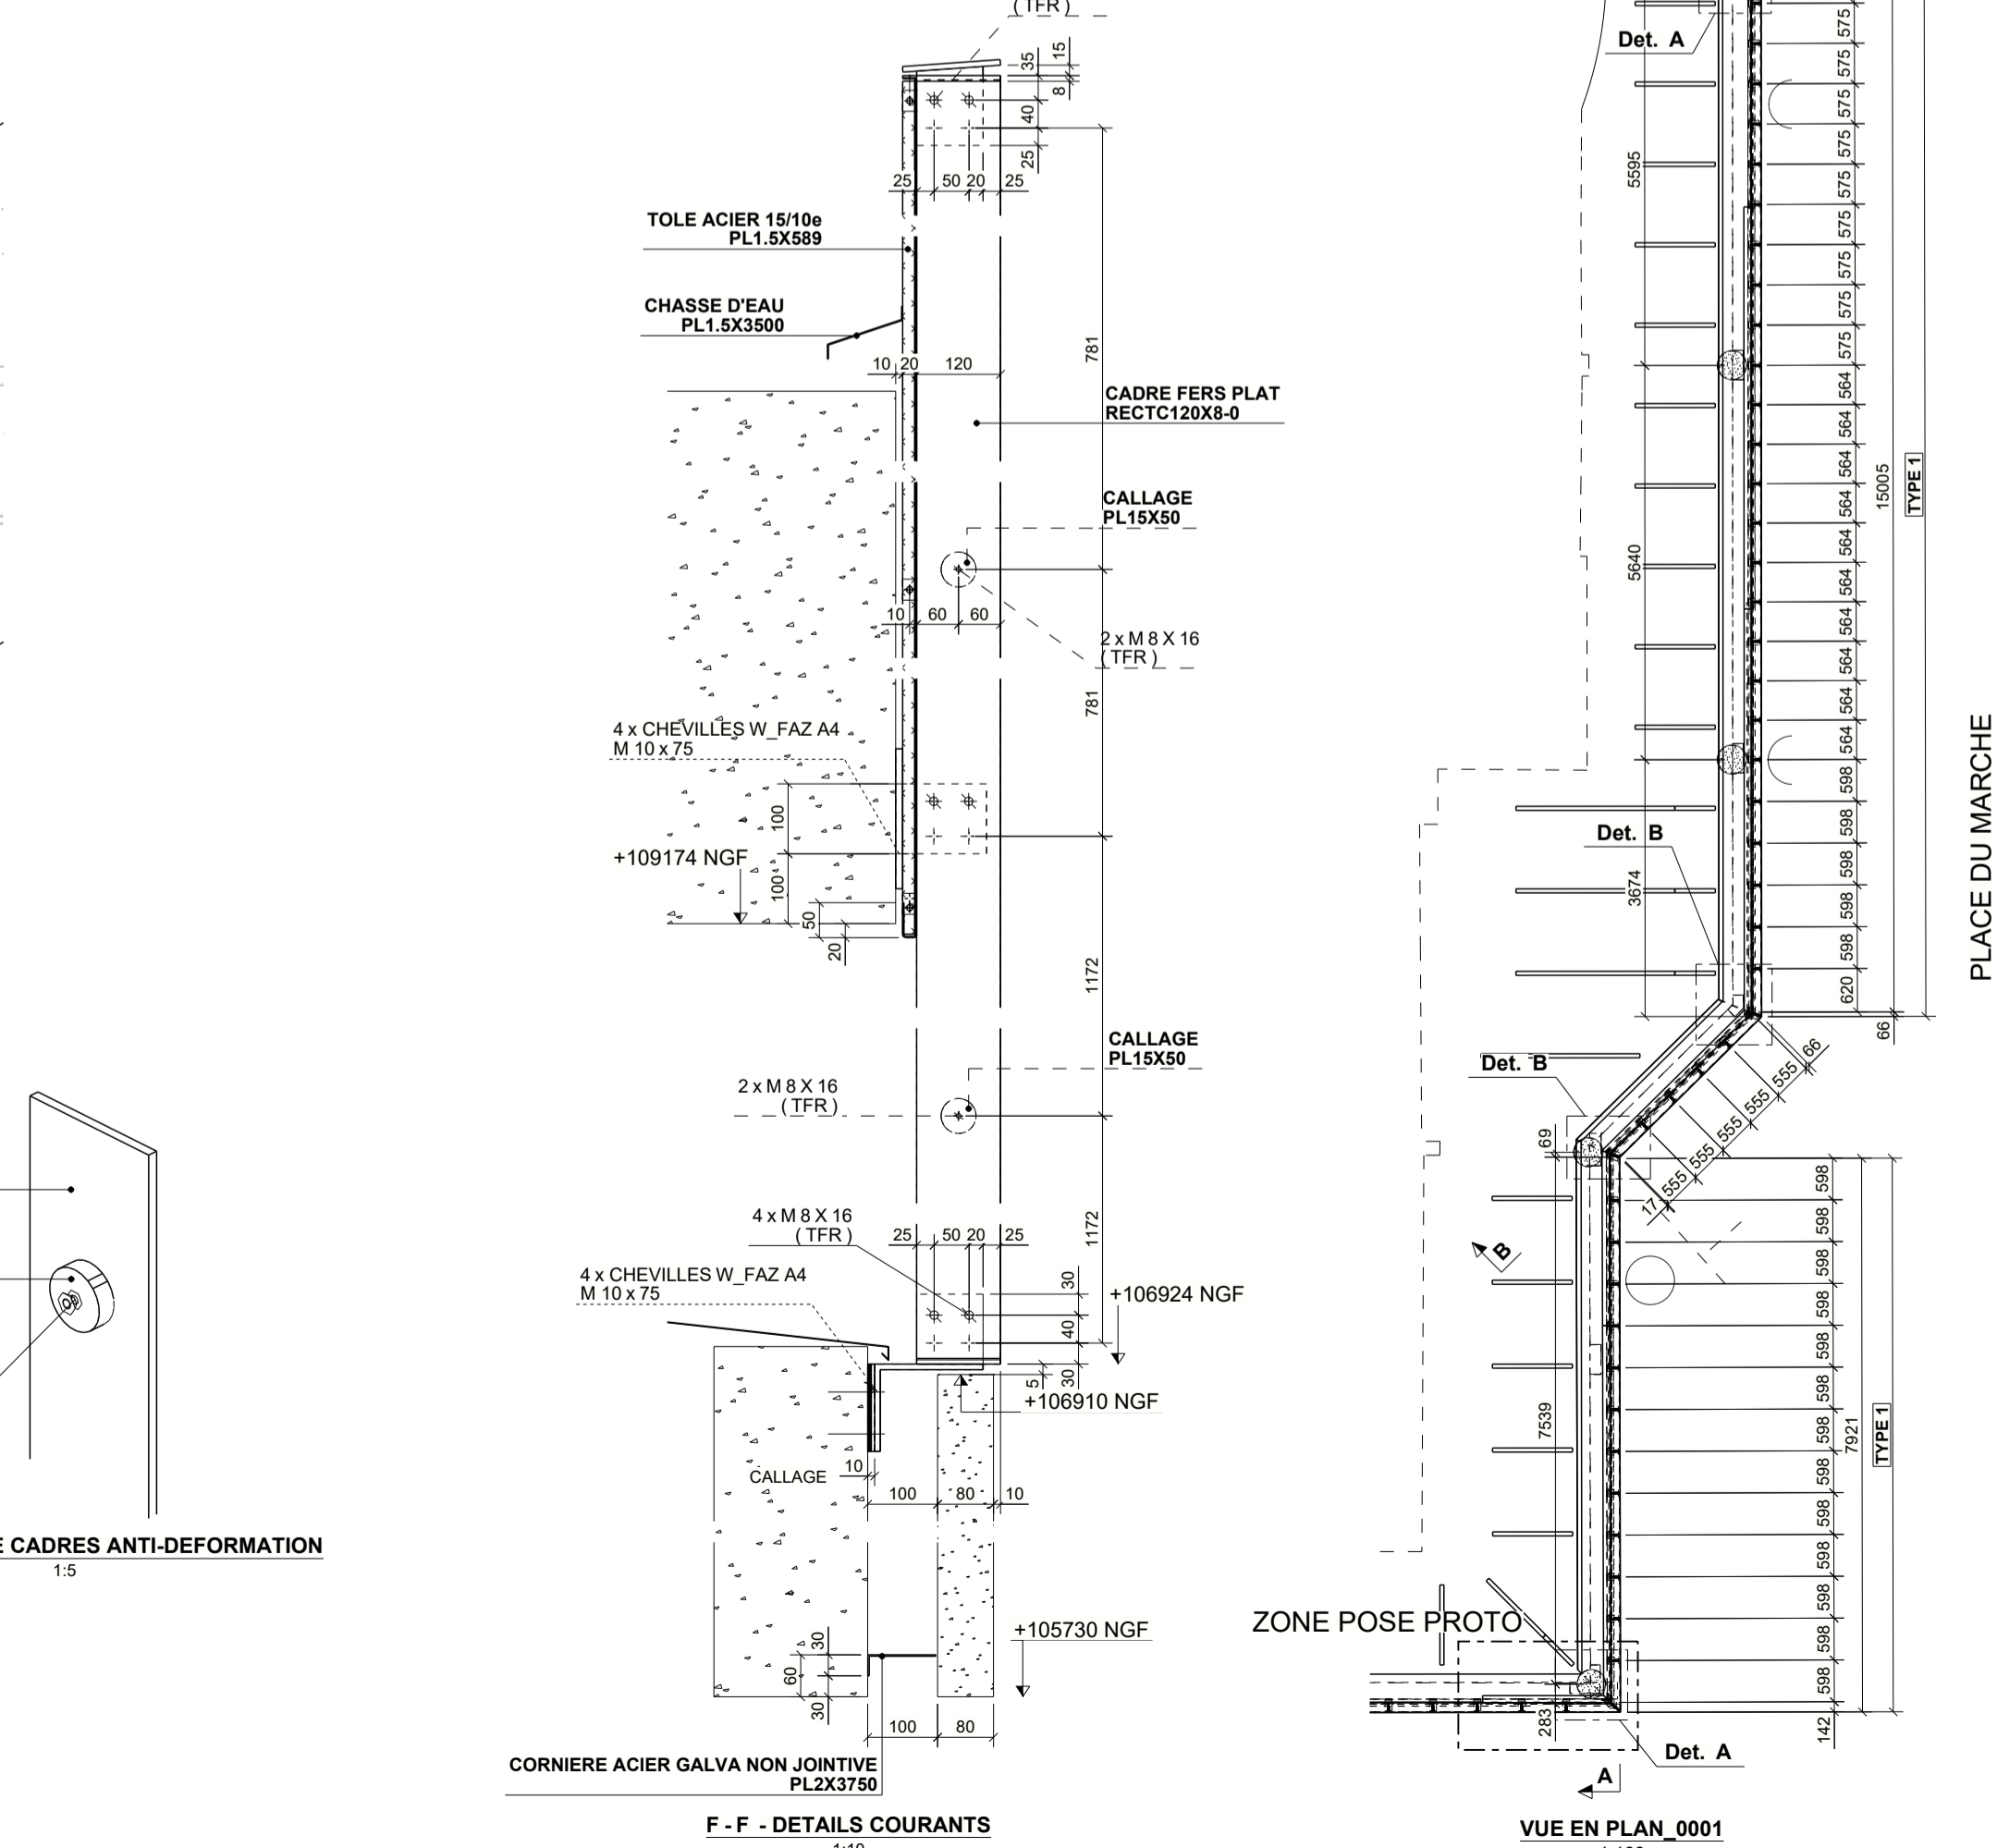 ( TFR )
35
15
8
40
25
25
50
20
25
TOLE ACIER 15/10e
PL1.5X589
CHASSE D'EAU
PL1.5X3500
10
20
120
781
CADRE FERS PLAT
RECTC120X8-0
CALLAGE
PL15X50
10
60
60
2 x M 8 X 16
( TFR )
781
4 x CHEVILLES W_FAZ A4
M 10 x 75
100
+109174 NGF
100
50
20
1172
CALLAGE
PL15X50
2 x M 8 X 16
( TFR )
1172
4 x M 8 X 16
( TFR )
25
50
20
25
4 x CHEVILLES W_FAZ A4
M 10 x 75
30
+106924 NGF
40
30
5
+106910 NGF
10
CALLAGE
100
80
10
+105730 NGF
30
60
30
100
80
CORNIERE ACIER GALVA NON JOINTIVE
PL2X3750
F - F - DETAILS COURANTS
E CADRES ANTI-DEFORMATION
1:5
Det. A
575
575
575
575
575
575
575
575
575
5595
564
564
564
564
564
564
564
564
564
564
5640
15005
TYPE 1
598
598
598
598
598
620
Det. B
3674
66
PLACE DU MARCHE
Det. B
66
555
555
555
555
555
17
69
598
598
598
598
598
598
598
598
598
598
598
598
598
142
B
7539
7921
TYPE 1
ZONE POSE PROTO
283
Det. A
A
VUE EN PLAN_0001